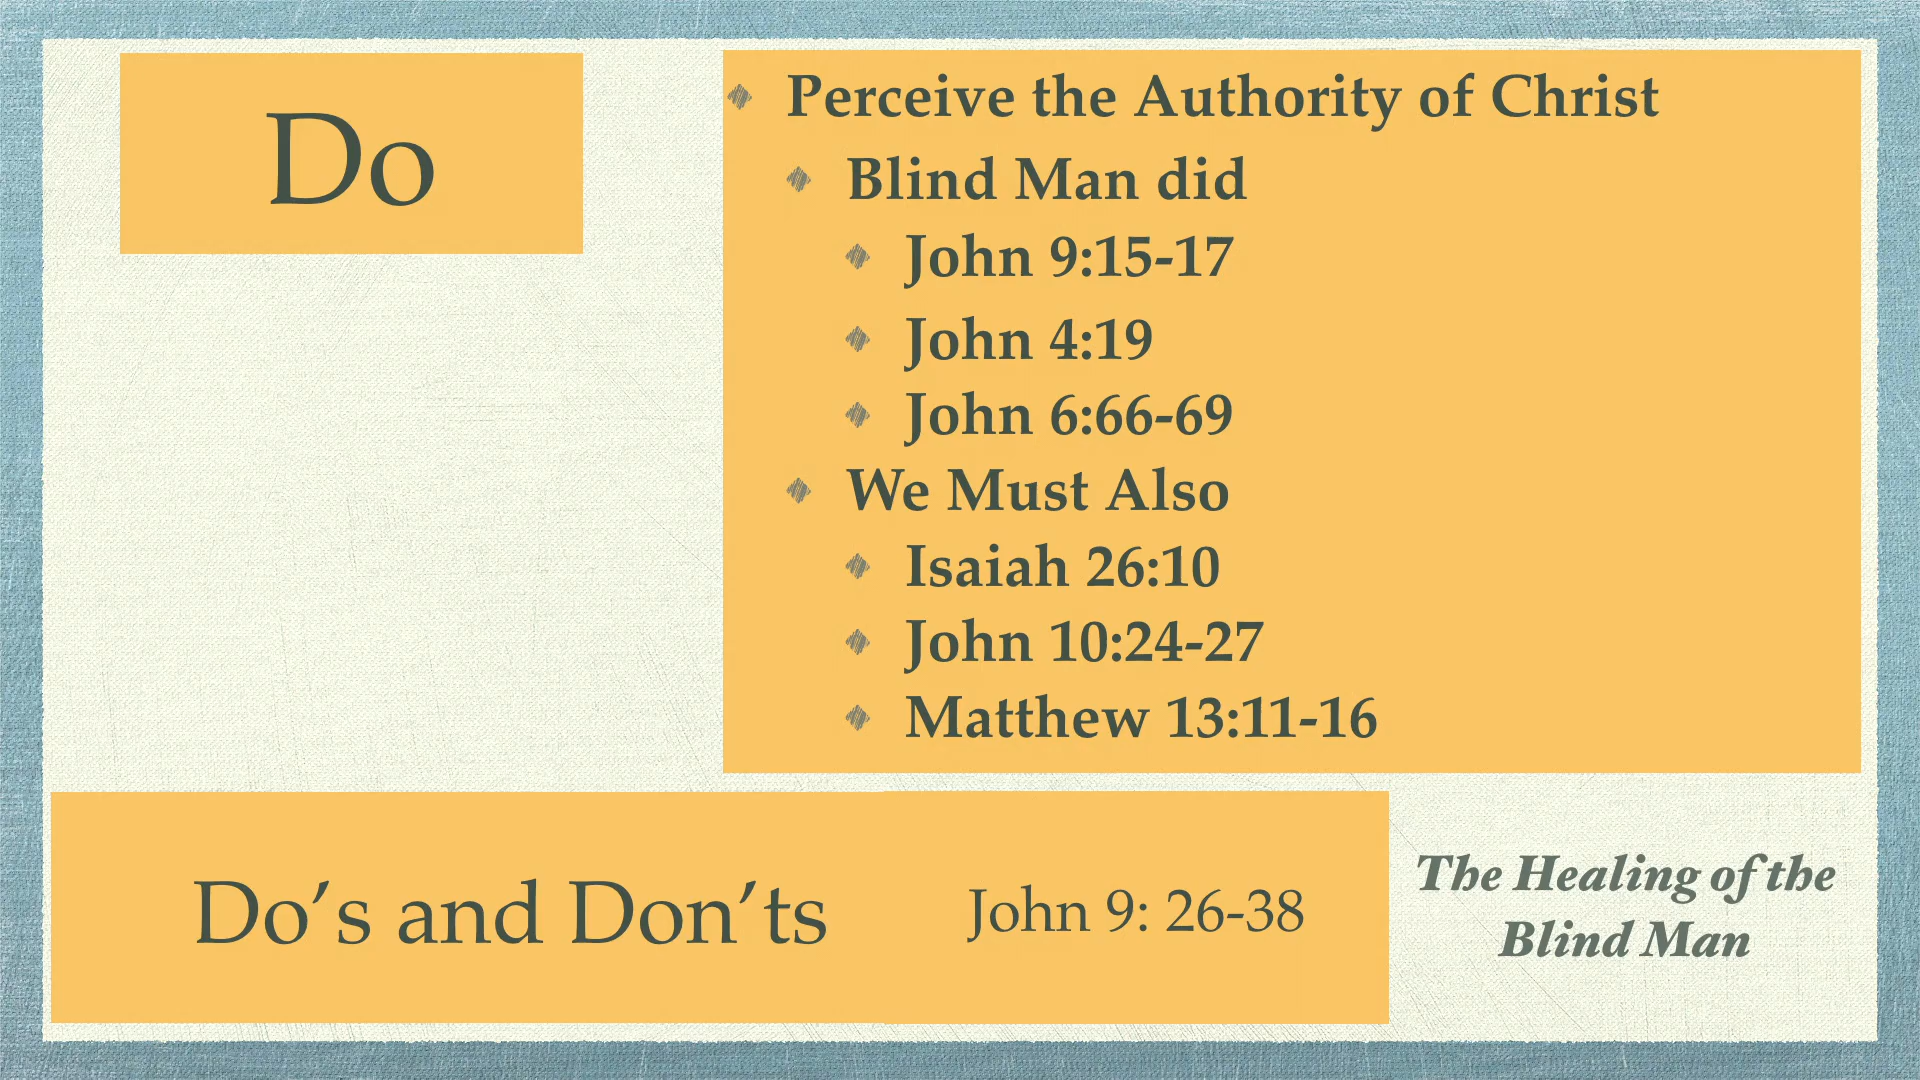 Do
Perceive the Authority of Christ
Blind Man did
John 9:15-17
John 4:19
John 6:66-69
We Must Also
Isaiah 26:10
John 10:24-27
Matthew 13:11-16
Do’s and Don’ts
John 9: 26-38
The Healing of the
Blind Man